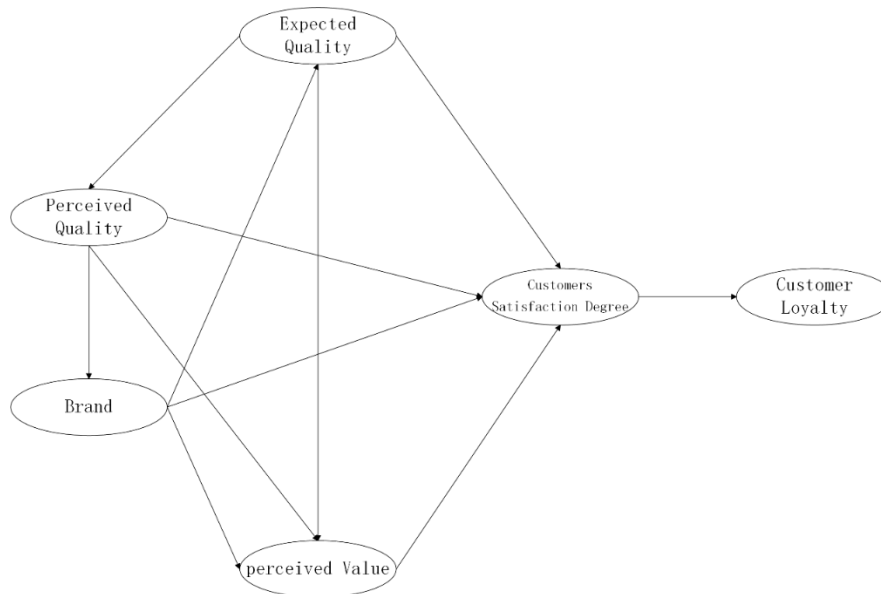 Expected
Quality
Perceived
Quality
Customers
Satisfaction Degree
Customer
Loyalty
Brand
perceived Value